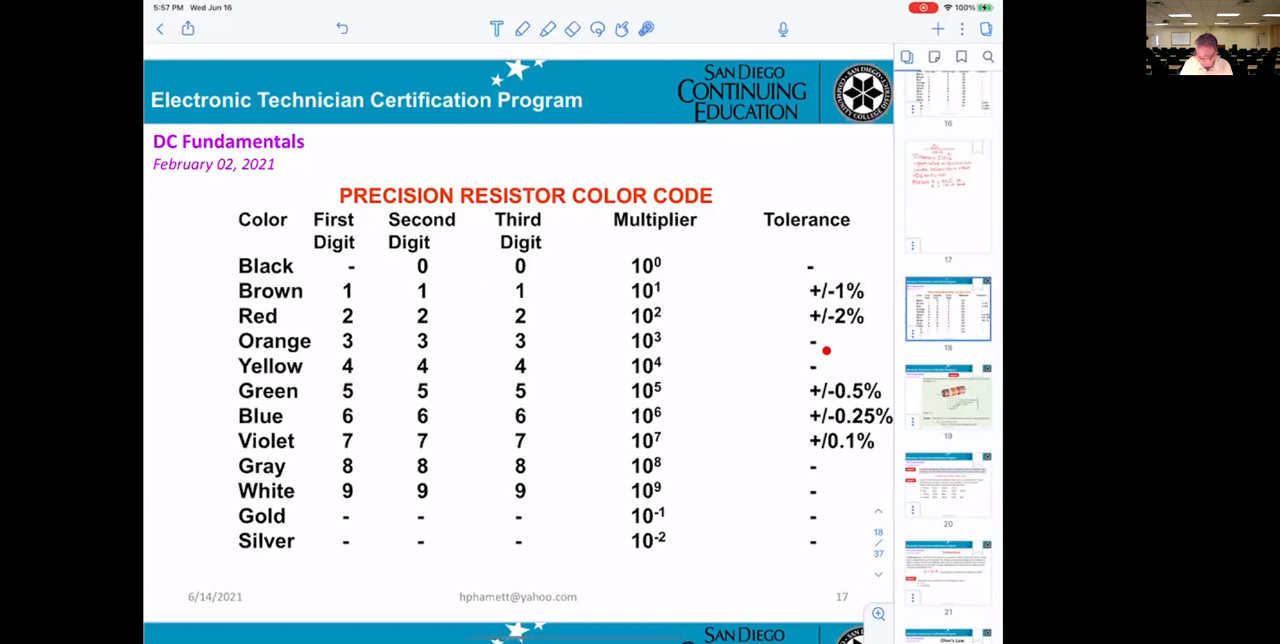 5:57 PM Wed Jun 16
100%
Electronic Technician Certification Program
SAN DIEGO
CONTINUING
EDUCATION
DC Fundamentals
February 02, 2021
PRECISION RESISTOR COLOR CODE
Color First Second Third Multiplier Tolerance
Digit Digit Digit
Black - 0 0 10⁰ -
Brown 1 1 1 10¹ +/-1%
Red 2 2 2 10² +/-2%
Orange 3 3 3 10³ -
Yellow 4 4 4 10⁴ -
Green 5 5 5 10⁵ +/-0.5%
Blue 6 6 6 10⁶ +/-0.25%
Violet 7 7 7 10⁷ +/0.1%
Gray 8 8 8 10⁸ -
White 9 9 9 10⁹ -
Gold - - - 10⁻¹ -
Silver - - - 10⁻² -
6/14/2021 hphamett@yahoo.com 17
18
/
37
SAN DIEGO
16
17
18
19
20
21
Ohm's Law